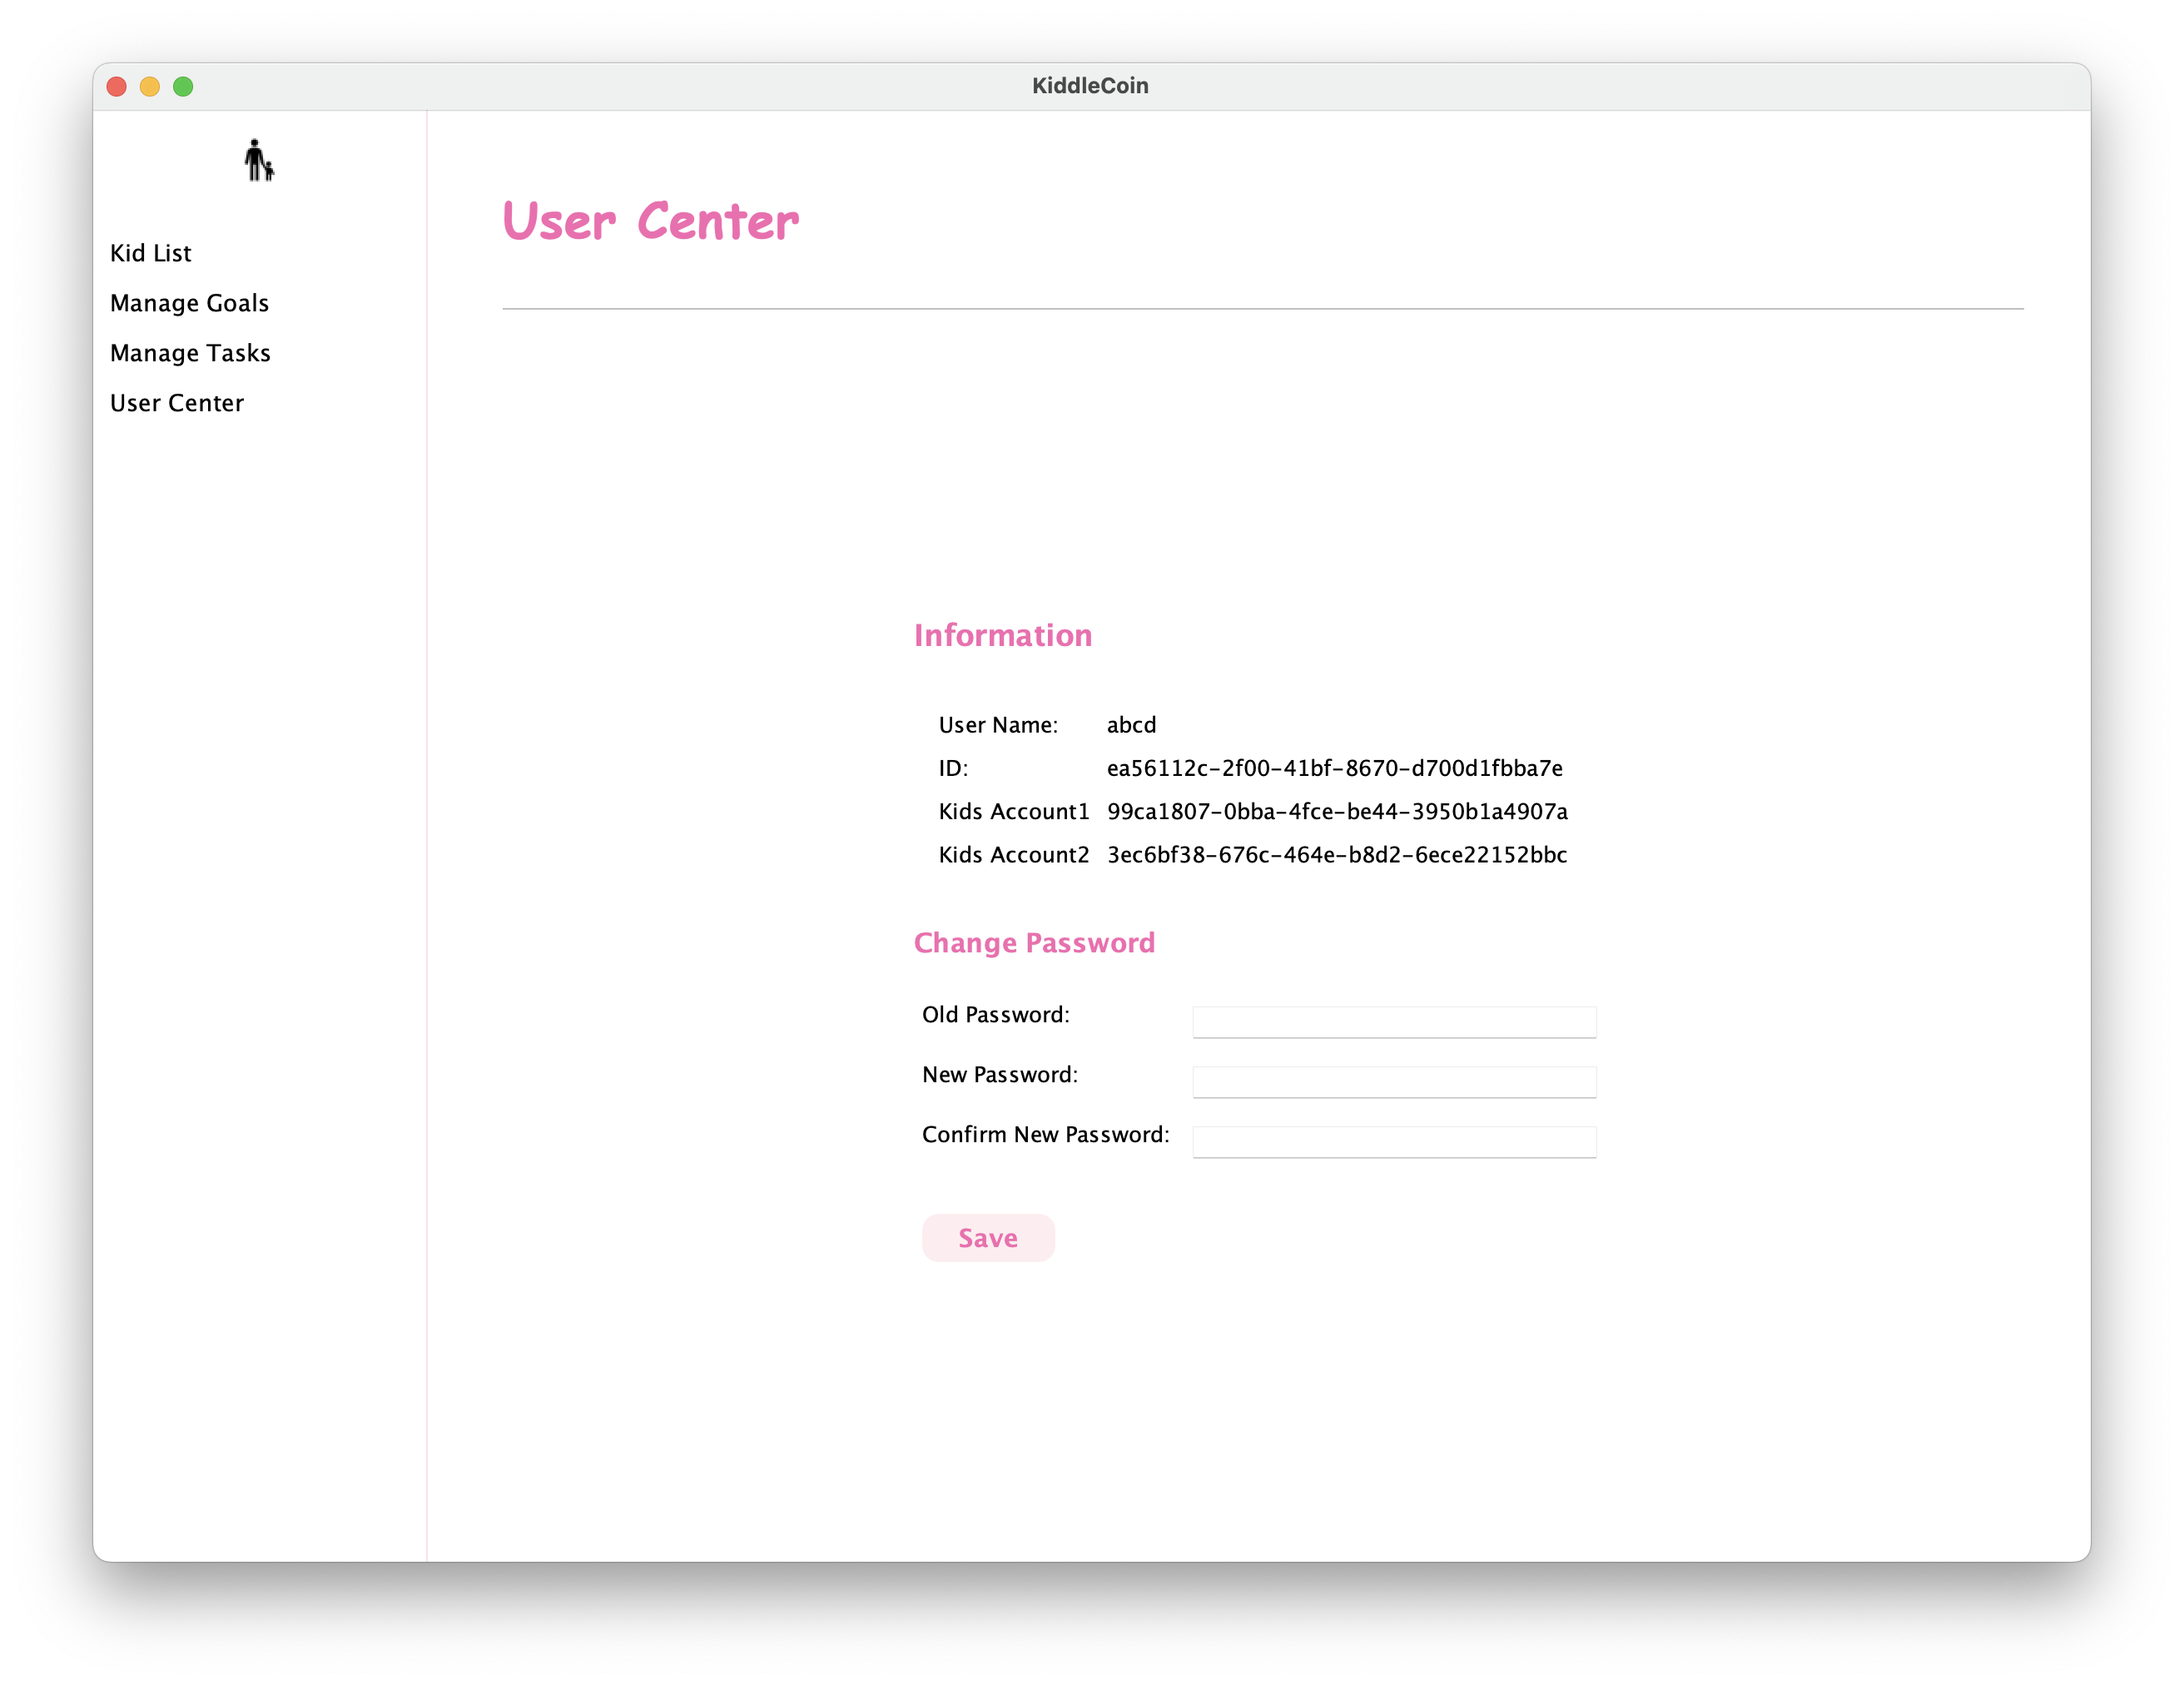 KiddleCoin
Kid List
Manage Goals
Manage Tasks
User Center
User Center
Information
User Name: abcd
ID: ea56112c-2f00-41bf-8670-d700d1fbba7e
Kids Account1 99ca1807-0bba-4fce-be44-3950b1a4907a
Kids Account2 3ec6bf38-676c-464e-b8d2-6ece22152bbc
Change Password
Old Password:
New Password:
Confirm New Password:
Save